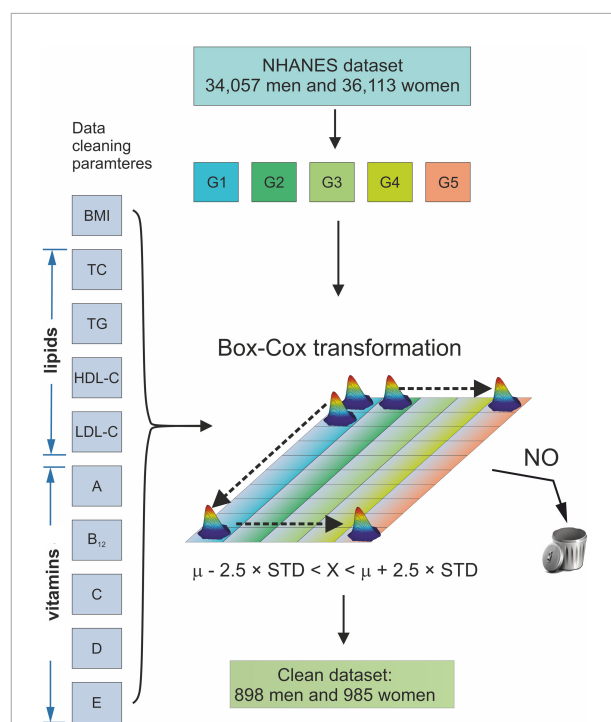 NHANES dataset
34,057 men and 36,113 women
Data
cleaning
paramteres
G1 G2 G3 G4 G5
BMI
TC
TG
HDL-C
LDL-C
lipids
A
B12
C
D
E
vitamins
Box-Cox transformation
NO
μ - 2.5 × STD < X < μ + 2.5 × STD
Clean dataset:
898 men and 985 women